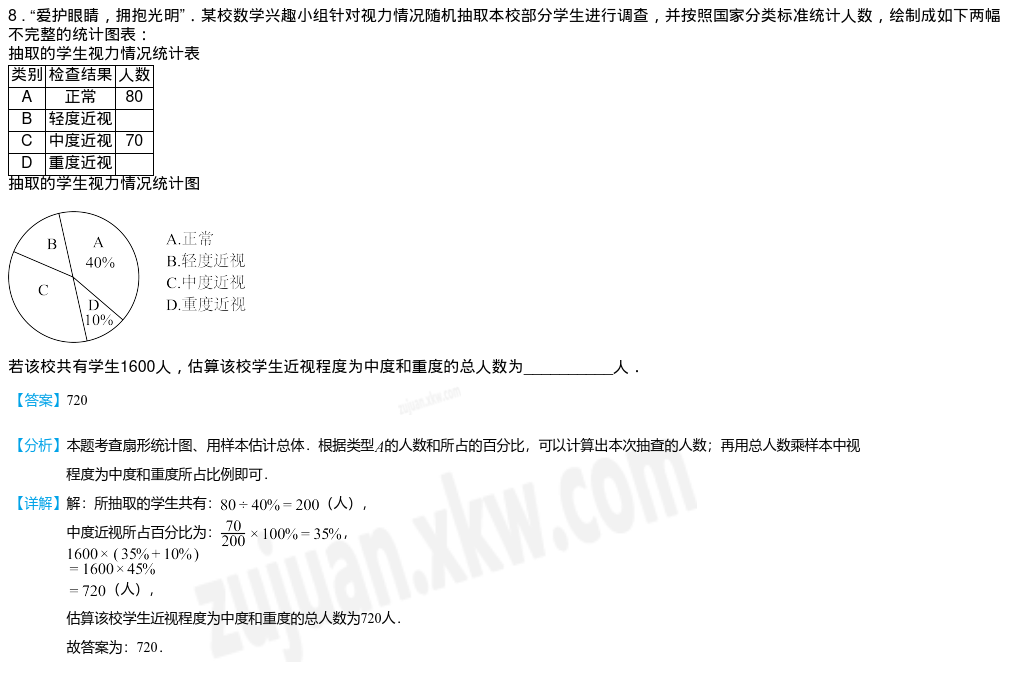 8．“爱护眼睛，拥抱光明”．某校数学兴趣小组针对视力情况随机抽取本校部分学生进行调查，并按照国家分类标准统计人数，绘制成如下两幅
不完整的统计图表：
抽取的学生视力情况统计表
类别 检查结果 人数
A 正常 80
B 轻度近视
C 中度近视 70
D 重度近视
抽取的学生视力情况统计图
A
40%
B
C
D
10%
A.正常
B.轻度近视
C.中度近视
D.重度近视
若该校共有学生1600人，估算该校学生近视程度为中度和重度的总人数为___________人．
【答案】720
【分析】本题考查扇形统计图、用样本估计总体．根据类型A的人数和所占的百分比，可以计算出本次抽查的人数；再用总人数乘样本中视
程度为中度和重度所占比例即可．
【详解】解：所抽取的学生共有：80÷40%=200（人），
中度近视所占百分比为：70/200×100%=35%，
1600×(35%+10%)
=1600×45%
=720（人），
估算该校学生近视程度为中度和重度的总人数为720人．
故答案为：720．
zujuan.xkw.com
zujuan.xkw.com